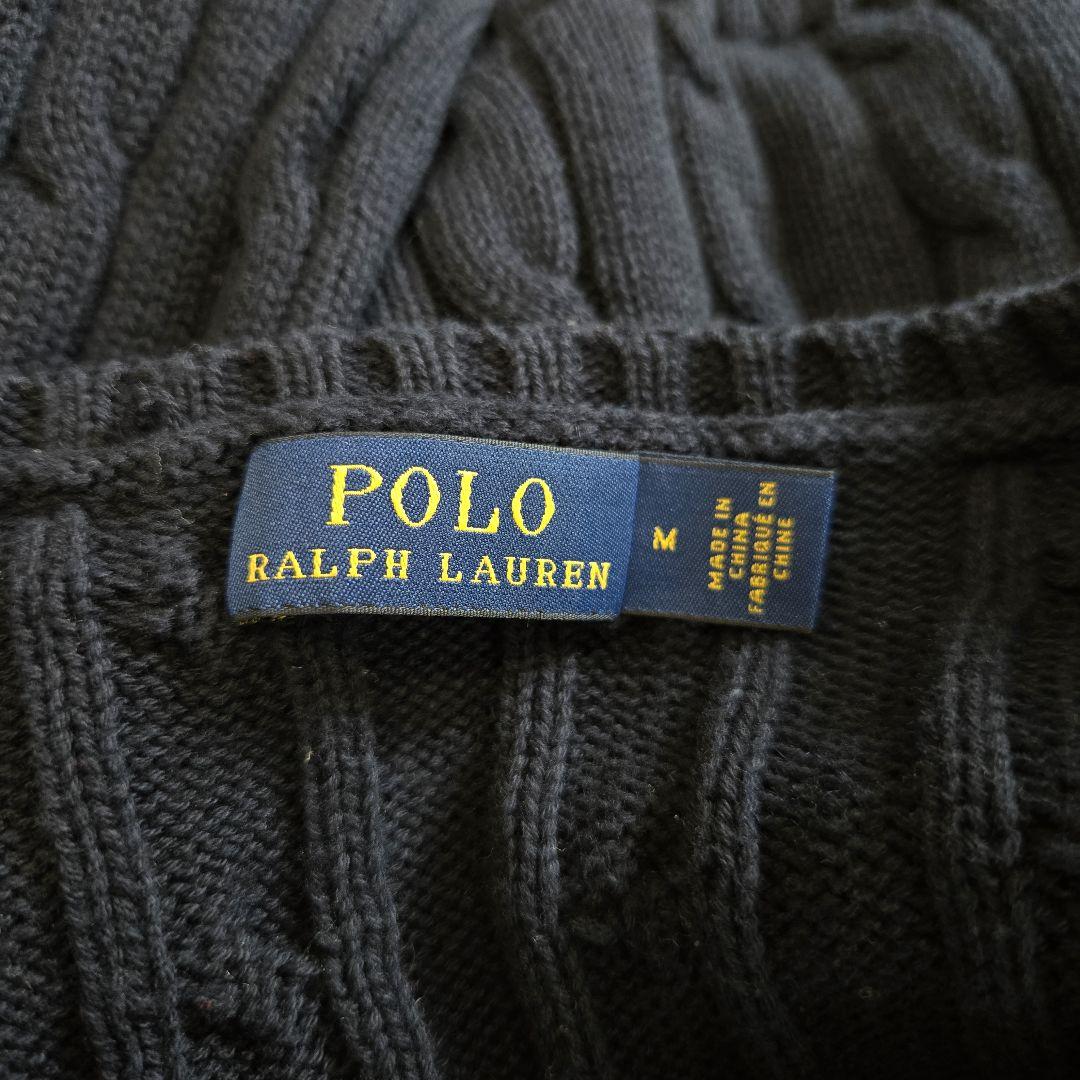 POLO
RALPH LAUREN
M
MADE IN
CHINA
FABRIQUÉ EN
CHINE